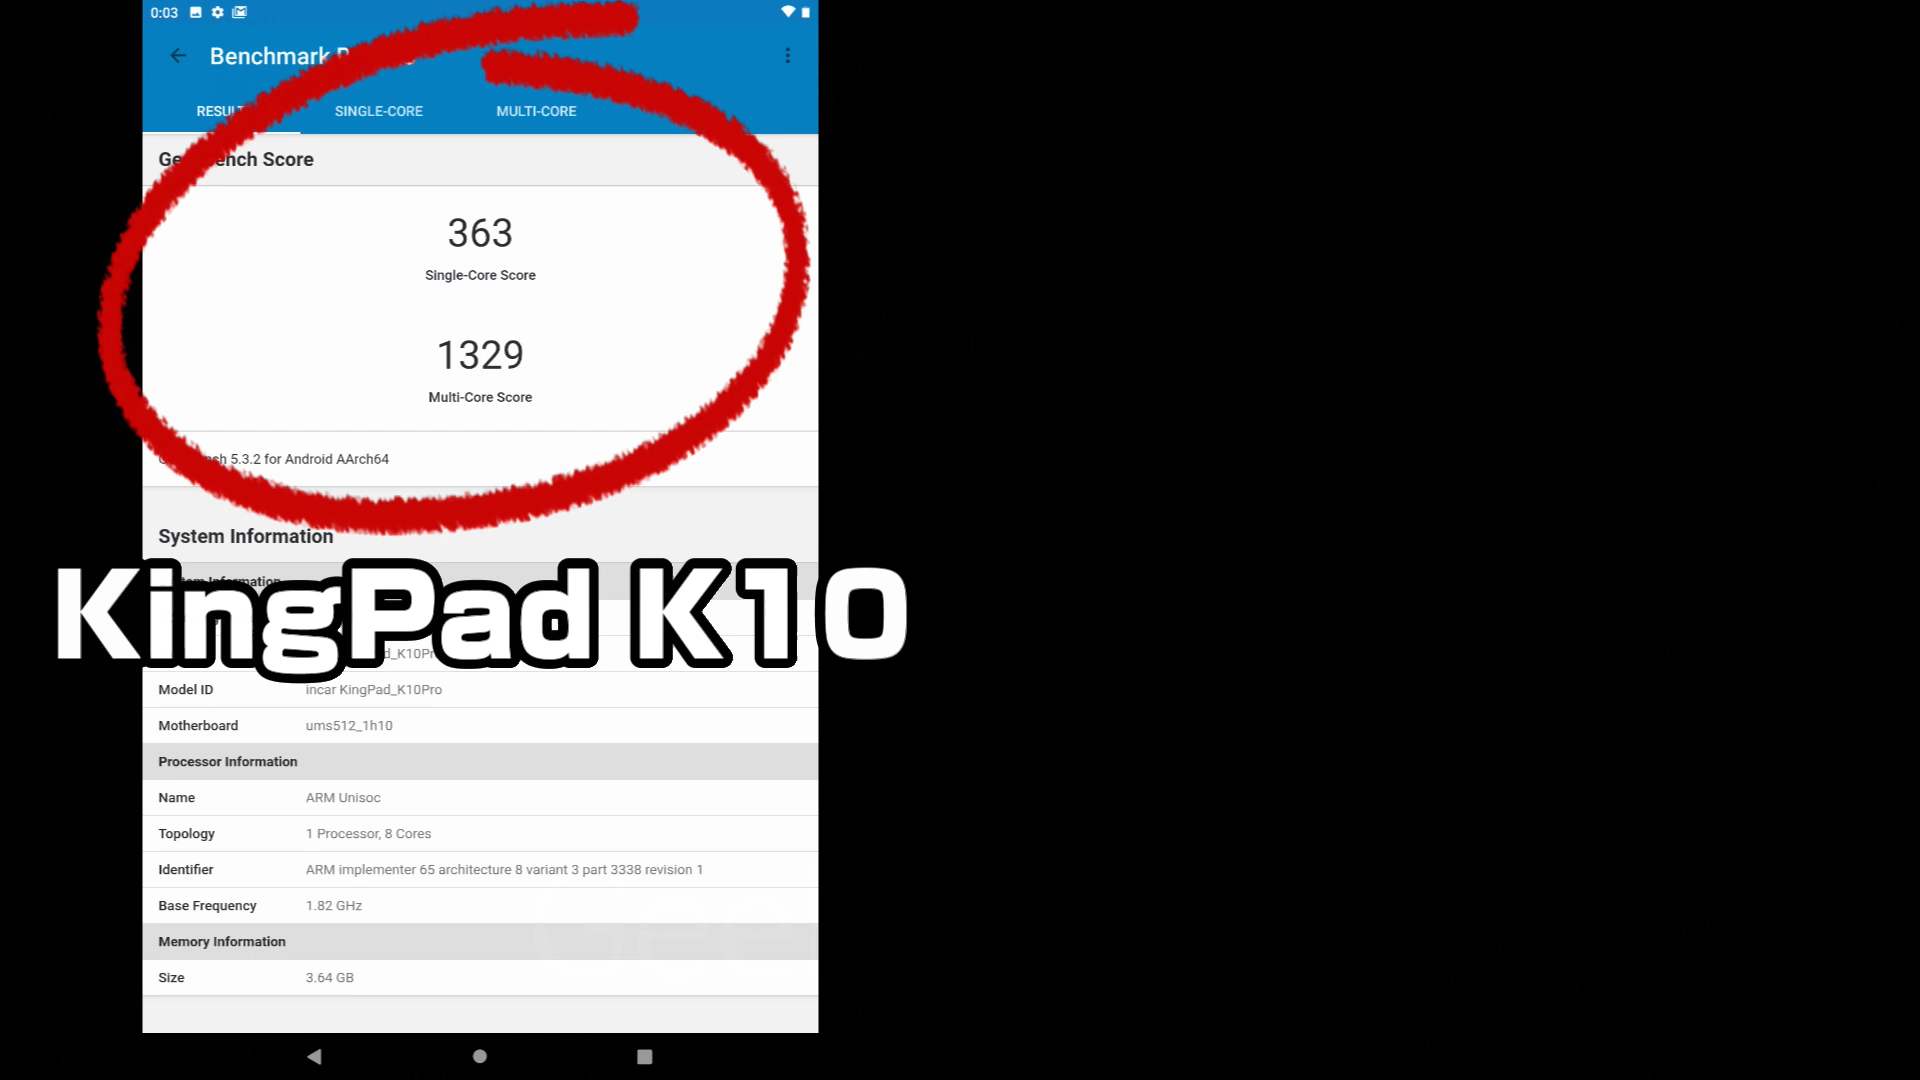 0:03
Benchmark
RESULT
SINGLE-CORE
MULTI-CORE
Score
363
Single-Core Score
1329
Multi-Core Score
5.3.2 for Android AArch64
System Information
KingPad K10
Information
Model ID
incar KingPad_K10Pro
Motherboard
ums512_1h10
Processor Information
Name
ARM Unisoc
Topology
1 Processor, 8 Cores
Identifier
ARM implementer 65 architecture 8 variant 3 part 3338 revision 1
Base Frequency
1.82 GHz
Memory Information
Size
3.64 GB